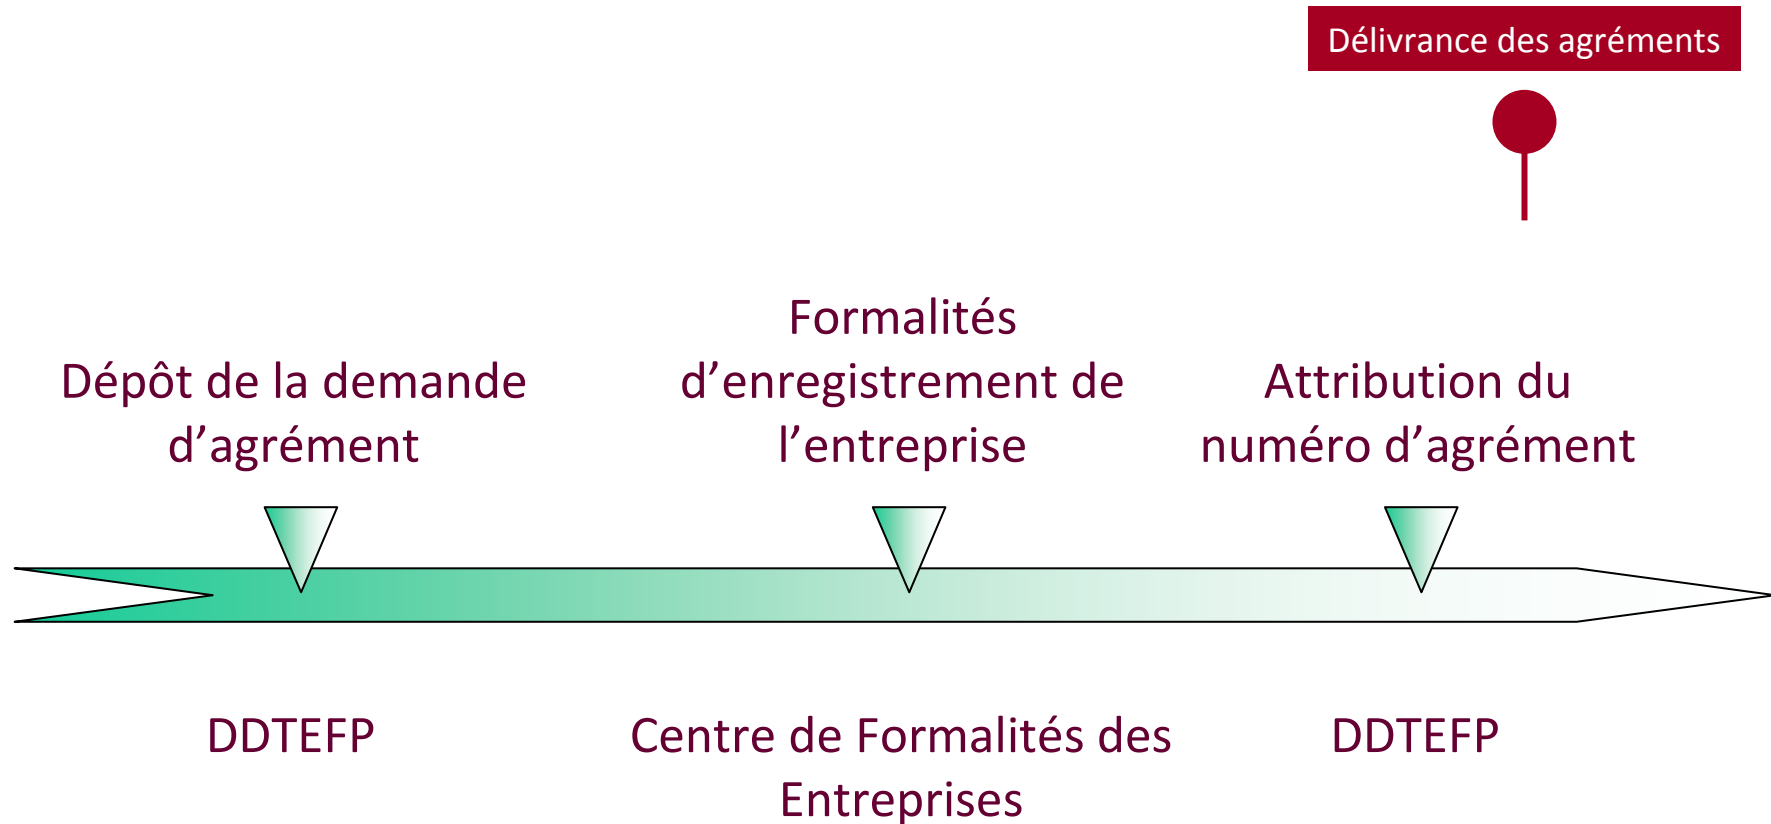 Délivrance des agréments
Dépôt de la demande
d’agrément
Formalités
d’enregistrement de
l’entreprise
Attribution du
numéro d’agrément
DDTEFP
Centre de Formalités des
Entreprises
DDTEFP